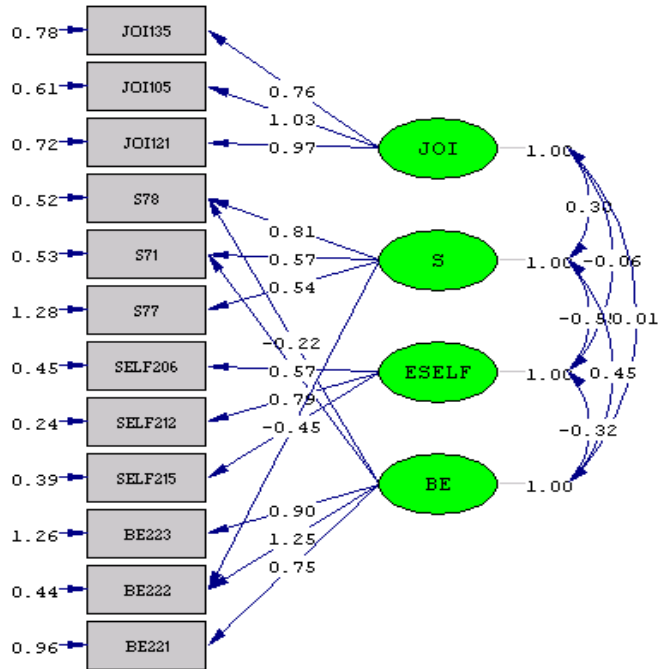 0.78 JOI135
0.61 JOI105 0.76
1.03
0.72 JOI121 0.97 JOI 1.00
0.52 S78 0.30
0.81
0.53 S71 0.57 S 1.00 -0.06
0.54
1.28 S77 0.01
-0.22
0.45 SELF206 0.57 ESELF 1.00 0.45
0.79
0.24 SELF212 -0.45 -0.32
0.39 SELF215 BE 1.00
0.90
1.26 BE223 1.25
0.75
0.44 BE222
0.96 BE221